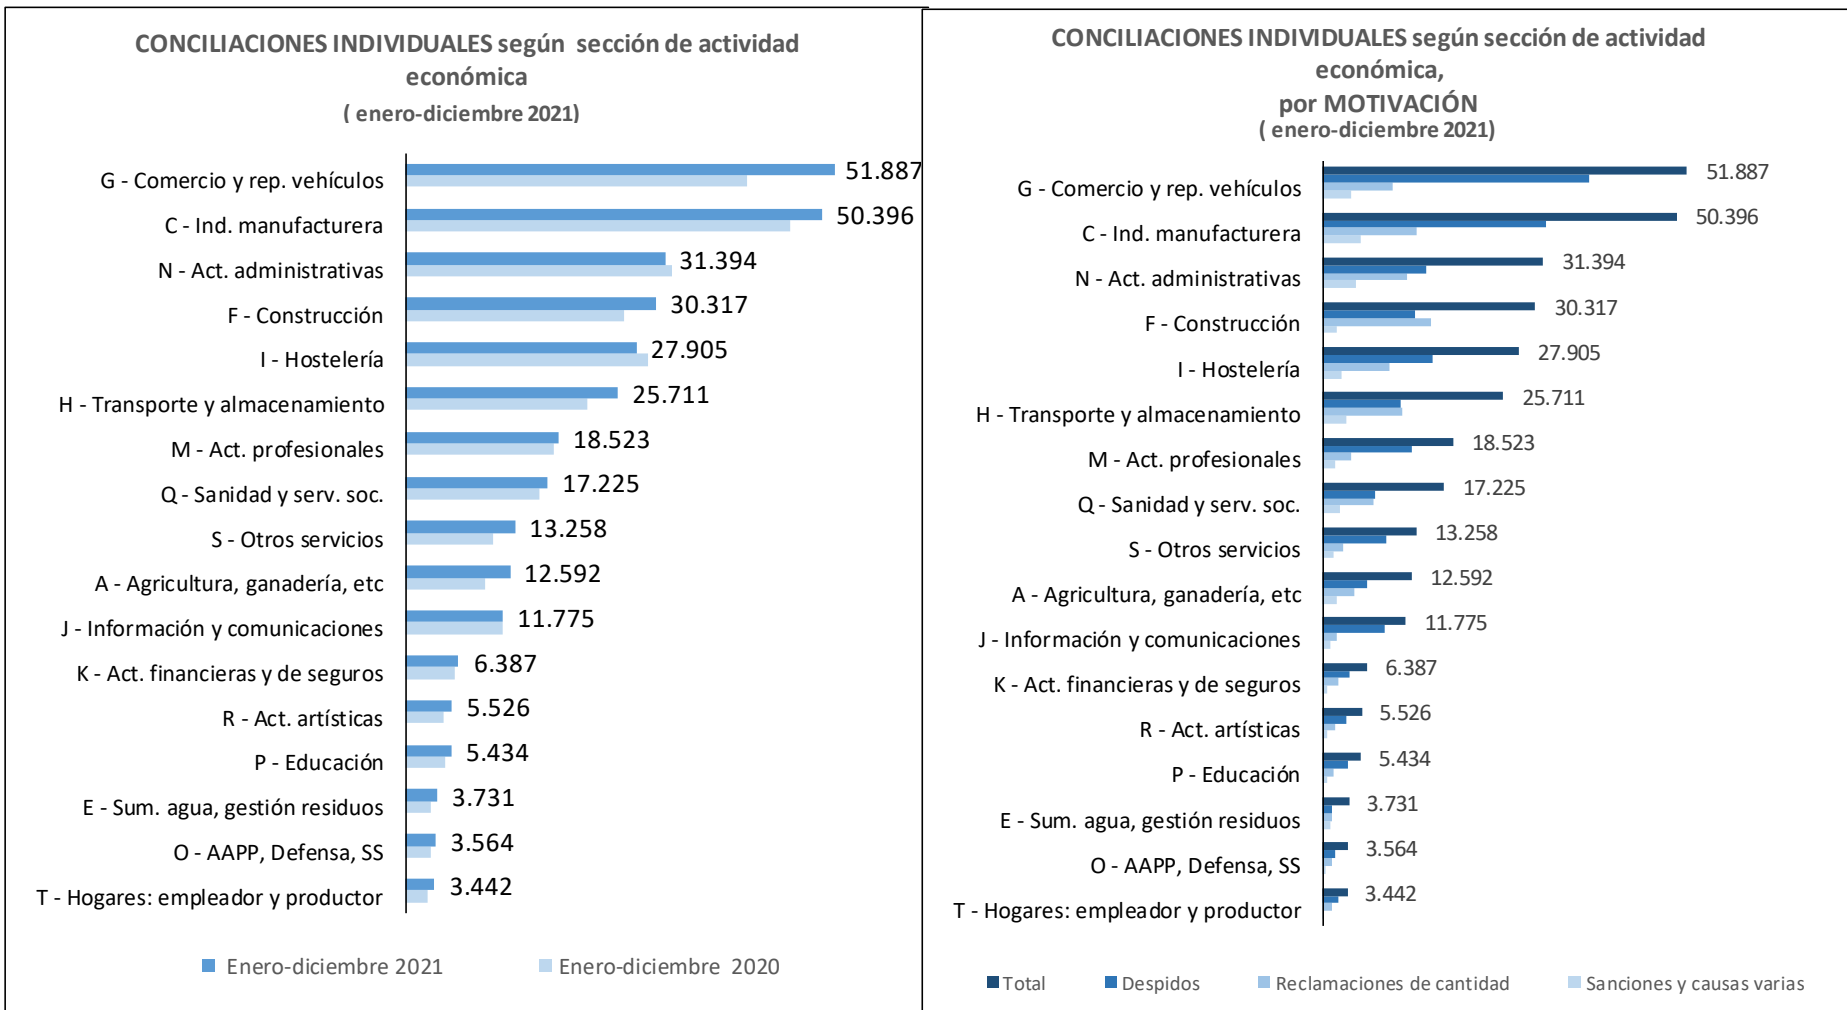 CONCILIACIONES INDIVIDUALES según sección de actividad
económica
( enero-diciembre 2021)
G - Comercio y rep. vehículos 51.887
C - Ind. manufacturera 50.396
N - Act. administrativas 31.394
F - Construcción 30.317
I - Hostelería 27.905
H - Transporte y almacenamiento 25.711
M - Act. profesionales 18.523
Q - Sanidad y serv. soc. 17.225
S - Otros servicios 13.258
A - Agricultura, ganadería, etc 12.592
J - Información y comunicaciones 11.775
K - Act. financieras y de seguros 6.387
R - Act. artísticas 5.526
P - Educación 5.434
E - Sum. agua, gestión residuos 3.731
O - AAPP, Defensa, SS 3.564
T - Hogares: empleador y productor 3.442
Enero-diciembre 2021 Enero-diciembre 2020
CONCILIACIONES INDIVIDUALES según sección de actividad
económica,
por MOTIVACIÓN
( enero-diciembre 2021)
G - Comercio y rep. vehículos 51.887
C - Ind. manufacturera 50.396
N - Act. administrativas 31.394
F - Construcción 30.317
I - Hostelería 27.905
H - Transporte y almacenamiento 25.711
M - Act. profesionales 18.523
Q - Sanidad y serv. soc. 17.225
S - Otros servicios 13.258
A - Agricultura, ganadería, etc 12.592
J - Información y comunicaciones 11.775
K - Act. financieras y de seguros 6.387
R - Act. artísticas 5.526
P - Educación 5.434
E - Sum. agua, gestión residuos 3.731
O - AAPP, Defensa, SS 3.564
T - Hogares: empleador y productor 3.442
Total Despidos Reclamaciones de cantidad Sanciones y causas varias